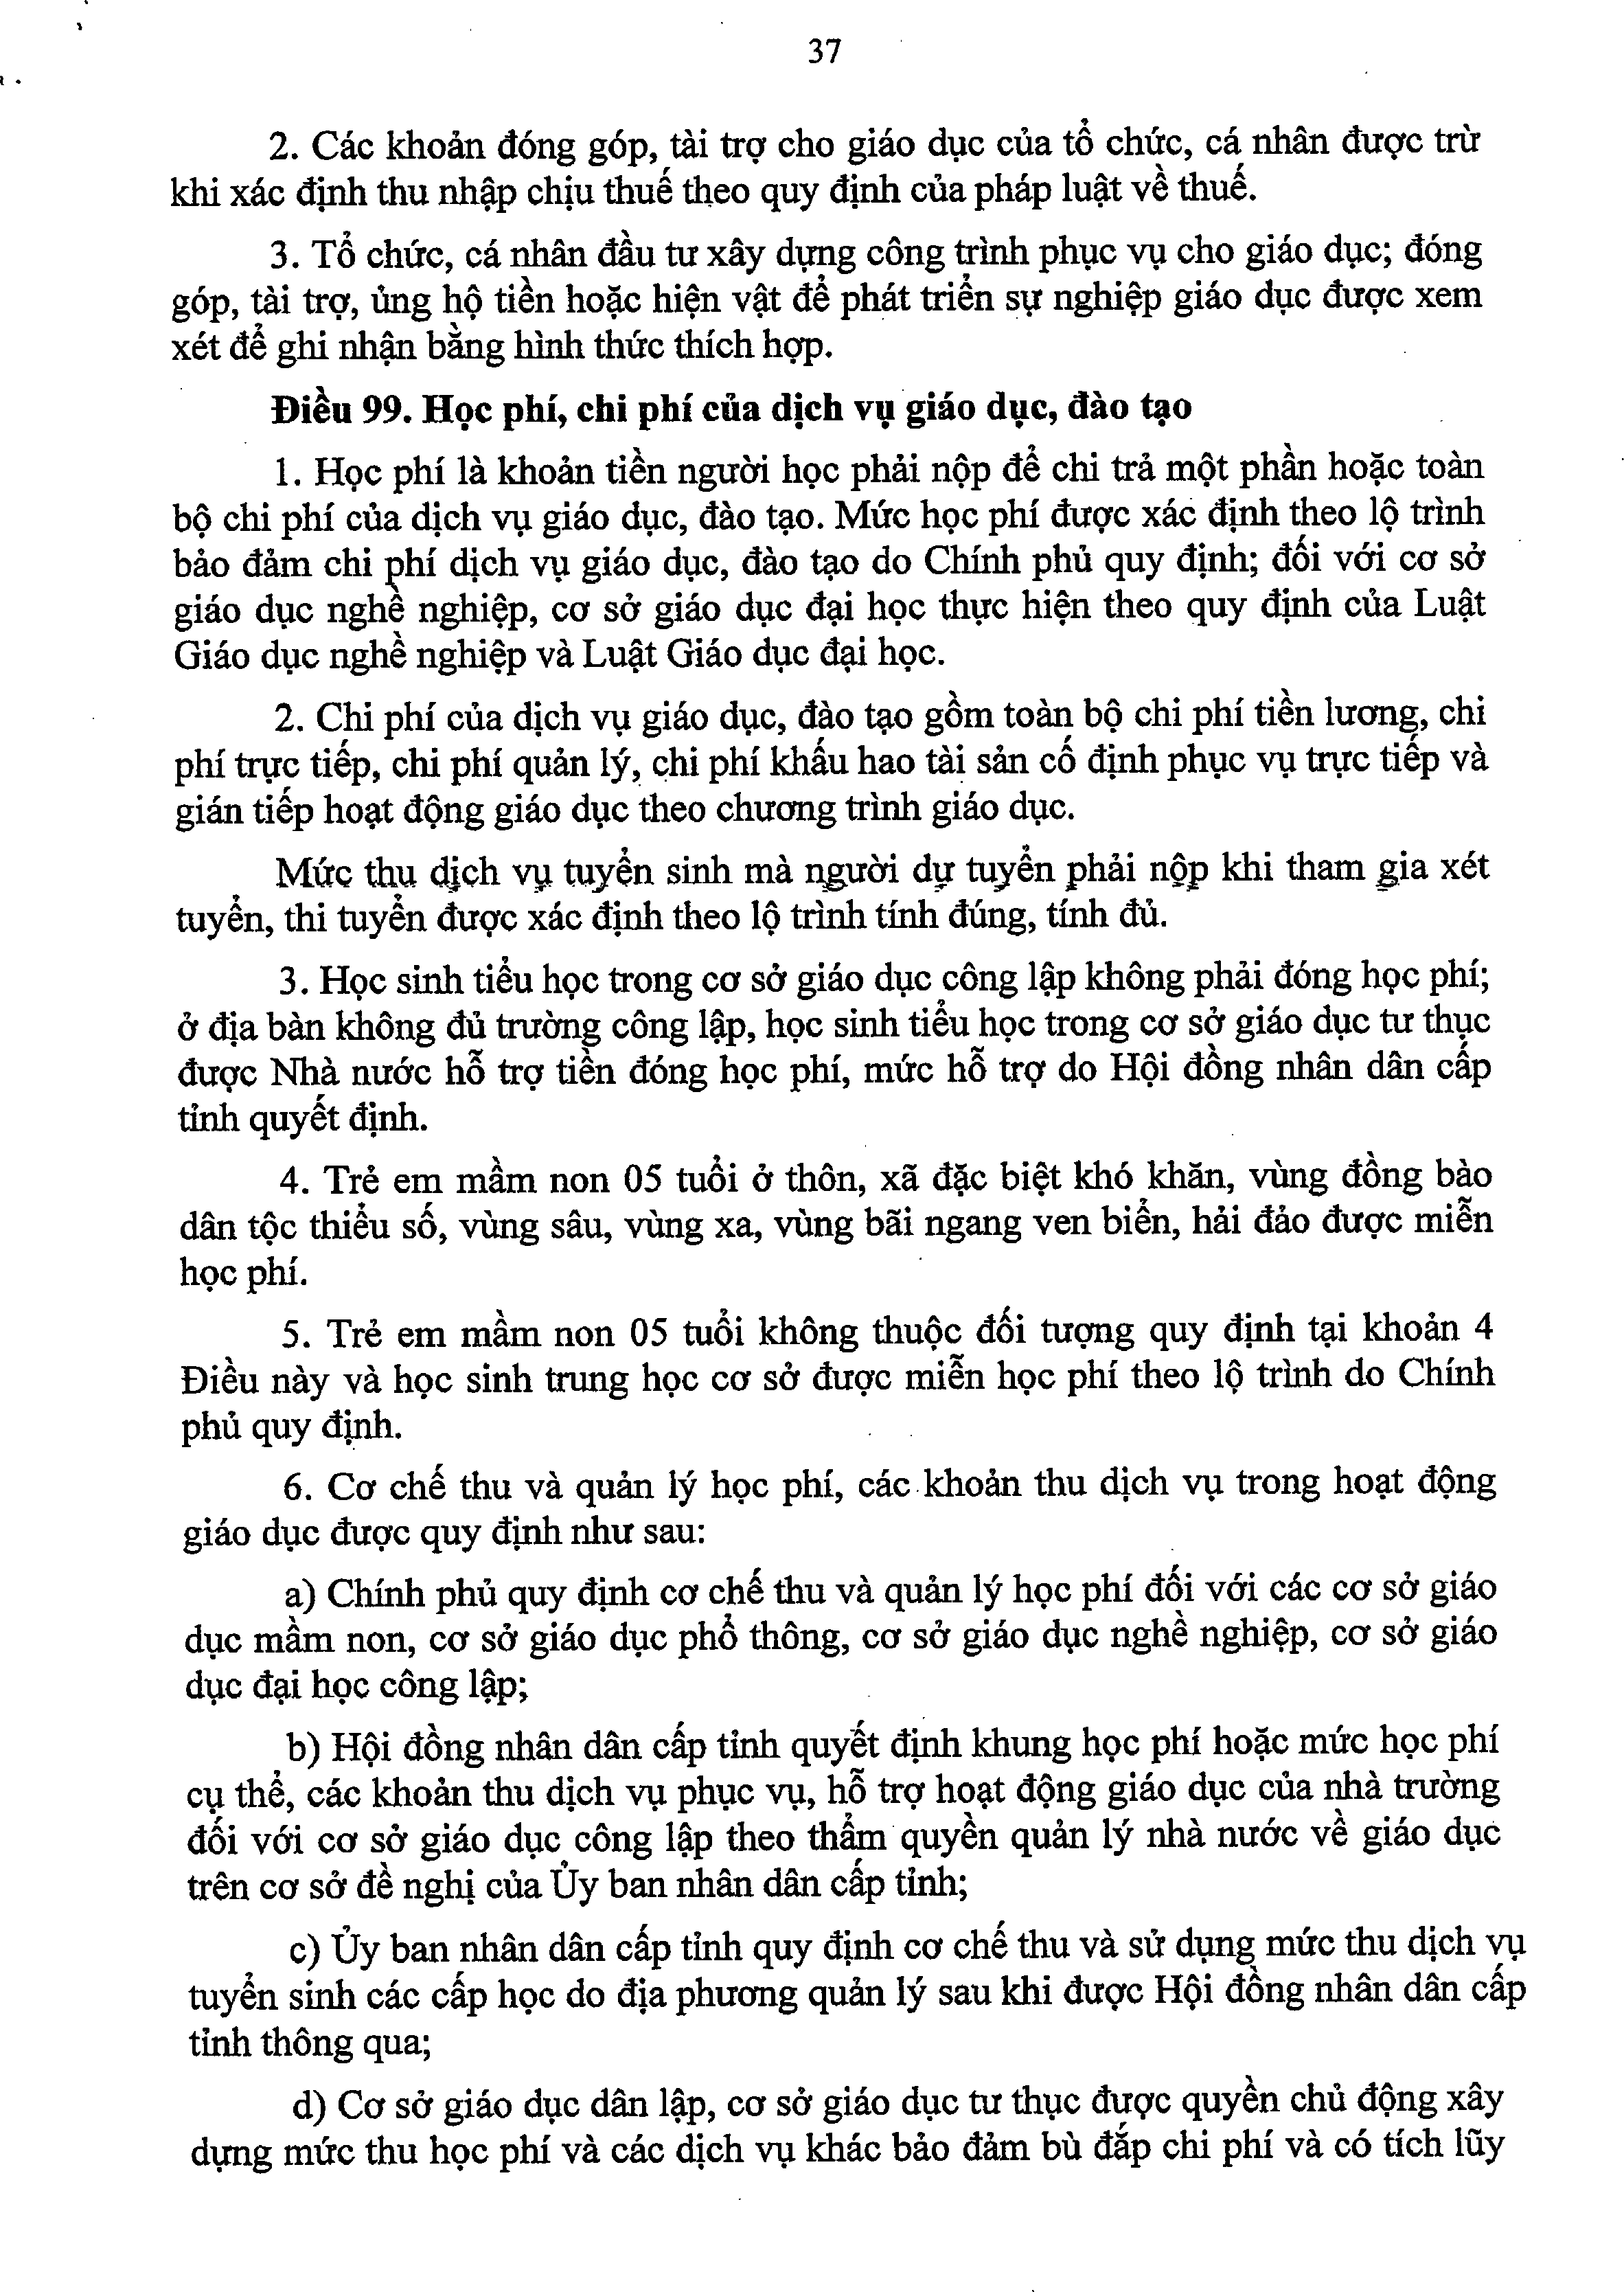 37
2. Các khoản đóng góp, tài trợ cho giáo dục của tổ chức, cá nhân được trừ
khi xác định thu nhập chịu thuế theo quy định của pháp luật về thuế.
3. Tổ chức, cá nhân đầu tư xây dựng công trình phục vụ cho giáo dục; đóng
góp, tài trợ, ủng hộ tiền hoặc hiện vật để phát triển sự nghiệp giáo dục được xem
xét để ghi nhận bằng hình thức thích hợp.
Điều 99. Học phí, chi phí của dịch vụ giáo dục, đào tạo
1. Học phí là khoản tiền người học phải nộp để chi trả một phần hoặc toàn
bộ chi phí của dịch vụ giáo dục, đào tạo. Mức học phí được xác định theo lộ trình
bảo đảm chi phí dịch vụ giáo dục, đào tạo do Chính phủ quy định; đối với cơ sở
giáo dục nghề nghiệp, cơ sở giáo dục đại học thực hiện theo quy định của Luật
Giáo dục nghề nghiệp và Luật Giáo dục đại học.
2. Chi phí của dịch vụ giáo dục, đào tạo gồm toàn bộ chi phí tiền lương, chi
phí trực tiếp, chi phí quản lý, chi phí khấu hao tài sản cố định phục vụ trực tiếp và
gián tiếp hoạt động giáo dục theo chương trình giáo dục.
Mức thu dịch vụ tuyển sinh mà người dự tuyển phải nộp khi tham gia xét
tuyển, thi tuyển được xác định theo lộ trình tính đúng, tính đủ.
3. Học sinh tiểu học trong cơ sở giáo dục công lập không phải đóng học phí;
ở địa bàn không đủ trường công lập, học sinh tiểu học trong cơ sở giáo dục tư thục
được Nhà nước hỗ trợ tiền đóng học phí, mức hỗ trợ do Hội đồng nhân dân cấp
tỉnh quyết định.
4. Trẻ em mầm non 05 tuổi ở thôn, xã đặc biệt khó khăn, vùng đồng bào
dân tộc thiểu số, vùng sâu, vùng xa, vùng bãi ngang ven biển, hải đảo được miễn
học phí.
5. Trẻ em mầm non 05 tuổi không thuộc đối tượng quy định tại khoản 4
Điều này và học sinh trung học cơ sở được miễn học phí theo lộ trình do Chính
phủ quy định.
6. Cơ chế thu và quản lý học phí, các khoản thu dịch vụ trong hoạt động
giáo dục được quy định như sau:
a) Chính phủ quy định cơ chế thu và quản lý học phí đối với các cơ sở giáo
dục mầm non, cơ sở giáo dục phổ thông, cơ sở giáo dục nghề nghiệp, cơ sở giáo
dục đại học công lập;
b) Hội đồng nhân dân cấp tỉnh quyết định khung học phí hoặc mức học phí
cụ thể, các khoản thu dịch vụ phục vụ, hỗ trợ hoạt động giáo dục của nhà trường
đối với cơ sở giáo dục công lập theo thẩm quyền quản lý nhà nước về giáo dục
trên cơ sở đề nghị của Ủy ban nhân dân cấp tỉnh;
c) Ủy ban nhân dân cấp tỉnh quy định cơ chế thu và sử dụng mức thu dịch vụ
tuyển sinh các cấp học do địa phương quản lý sau khi được Hội đồng nhân dân cấp
tỉnh thông qua;
d) Cơ sở giáo dục dân lập, cơ sở giáo dục tư thục được quyền chủ động xây
dựng mức thu học phí và các dịch vụ khác bảo đảm bù đắp chi phí và có tích lũy